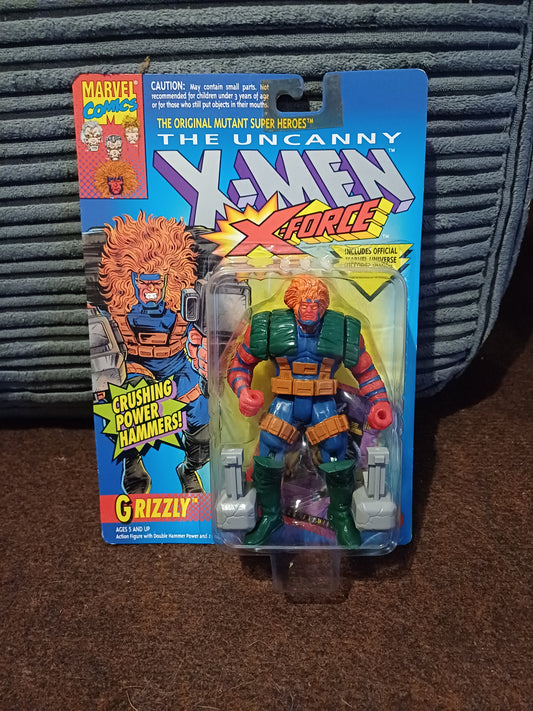 MARVEL
COMICS
CAUTION: May contain small parts. Not
recommended for children under 3 years of age
or for those who still put objects in their mouths
THE ORIGINAL MUTANT SUPER HEROES™
THE UNCANNY
X-MEN™
X-FORCE™
INCLUDES OFFICIAL
MARVEL UNIVERSE
CRUSHING
POWER
HAMMERS!
GRIZZLY™
AGES 5 AND UP
Action Figure with Double Hammer Power and